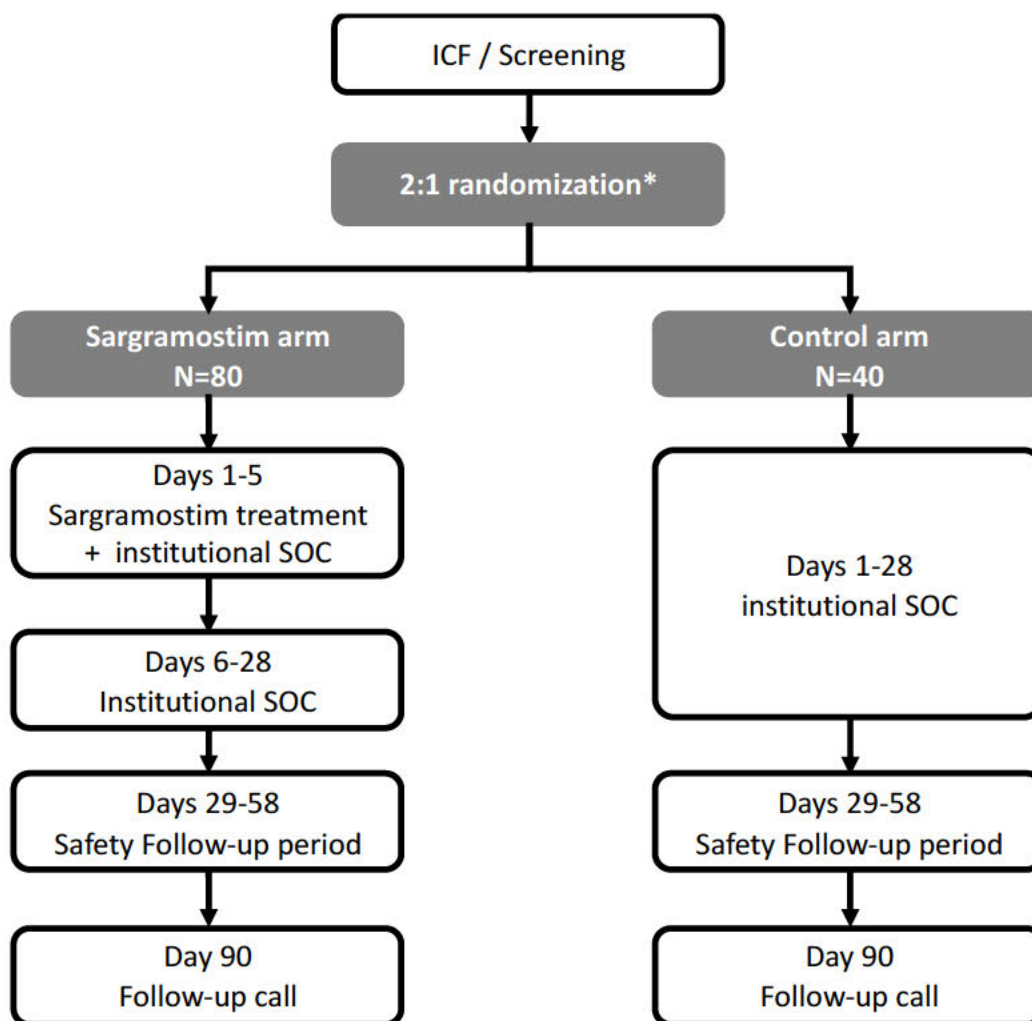 ICF / Screening
2:1 randomization*
Sargramostim arm
N=80
Control arm
N=40
Days 1-5
Sargramostim treatment
+ institutional SOC
Days 1-28
institutional SOC
Days 6-28
Institutional SOC
Days 29-58
Safety Follow-up period
Days 29-58
Safety Follow-up period
Day 90
Follow-up call
Day 90
Follow-up call